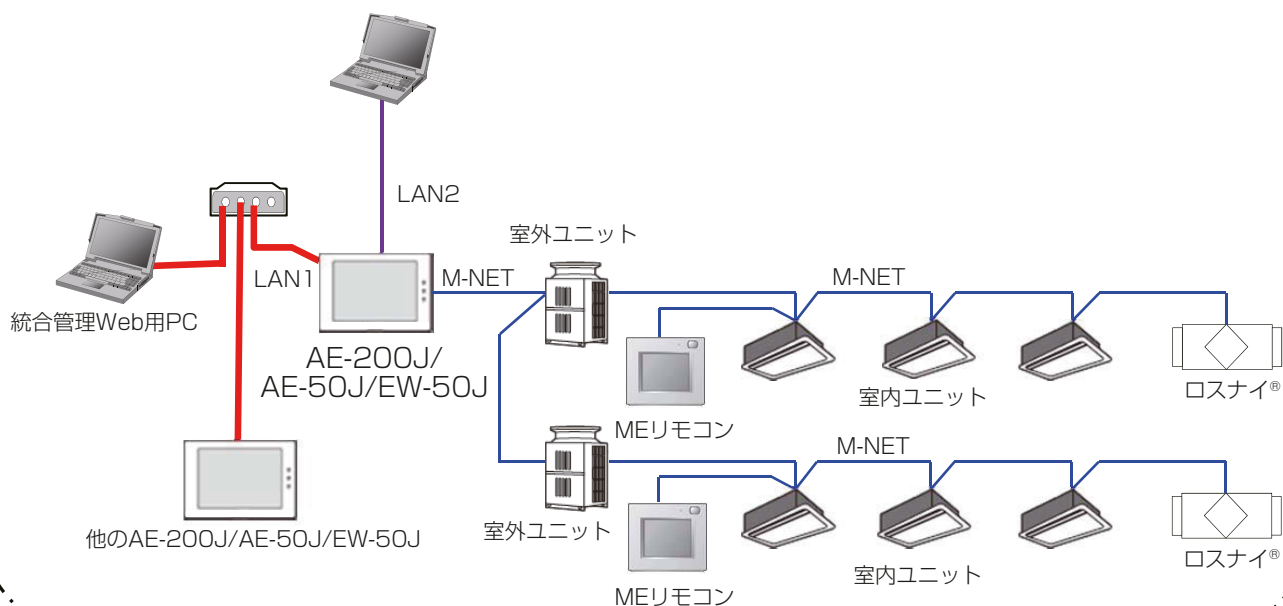 LAN2
室外ユニット
LAN1
M-NET
M-NET
統合管理Web用PC
AE-200J/
AE-50J/EW-50J
室内ユニット
ロスナイ®
MEリモコン
M-NET
他のAE-200J/AE-50J/EW-50J
室外ユニット
ロスナイ®
室内ユニット
MEリモコン